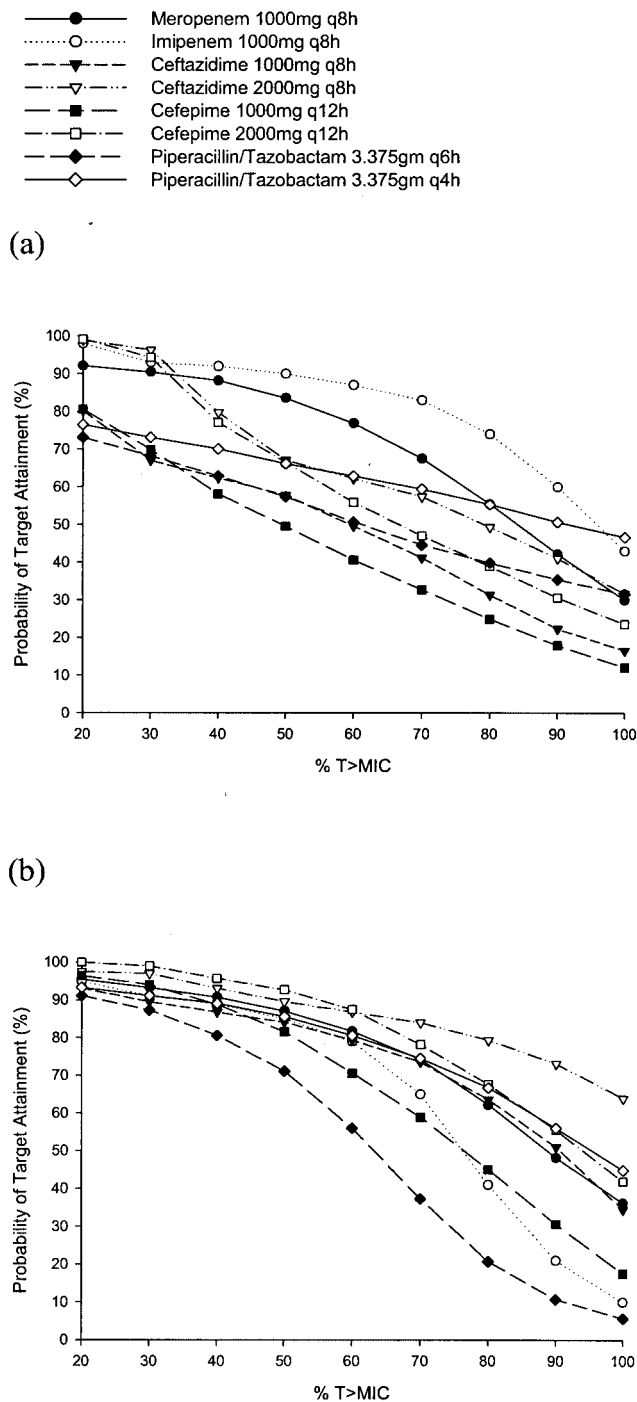 Meropenem 1000mg q8h
Imipenem 1000mg q8h
Ceftazidime 1000mg q8h
Ceftazidime 2000mg q8h
Cefepime 1000mg q12h
Cefepime 2000mg q12h
Piperacillin/Tazobactam 3.375gm q6h
Piperacillin/Tazobactam 3.375gm q4h
(a)
Probability of Target Attainment (%)
100
90
80
70
60
50
40
30
20
10
0
20 30 40 50 60 70 80 90 100
% T>MIC
(b)
Probability of Target Attainment (%)
100
90
80
70
60
50
40
30
20
10
0
20 30 40 50 60 70 80 90 100
% T>MIC